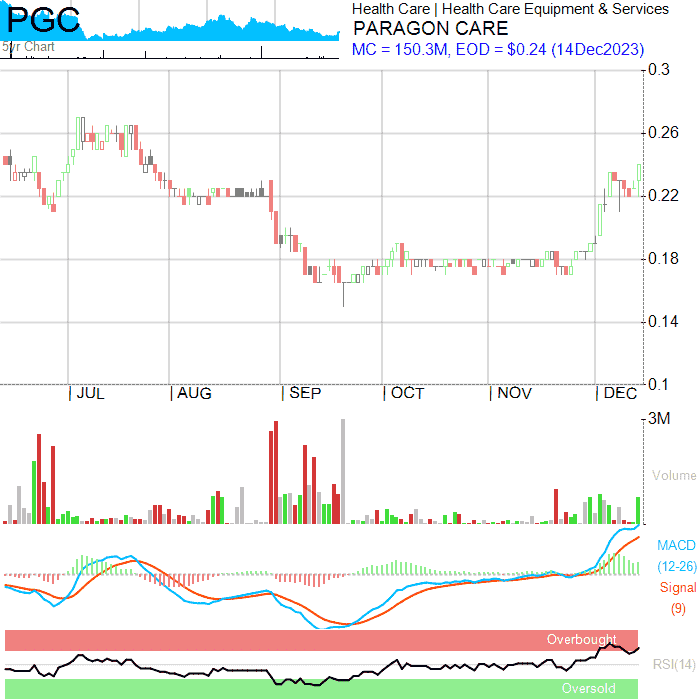 PGC
5yr Chart
Health Care | Health Care Equipment & Services
PARAGON CARE
MC = 150.3M, EOD = $0.24 (14Dec2023)
0.3
0.26
0.22
0.18
0.14
0.1
JUL AUG SEP OCT NOV DEC
3M
Volume
MACD
(12-26)
Signal
(9)
Overbought
RSI(14)
Oversold